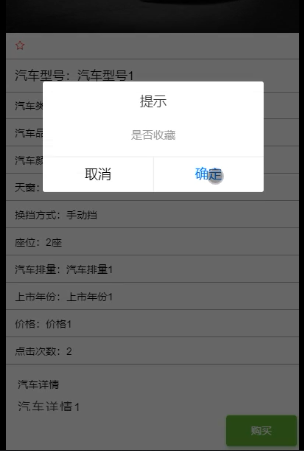 汽车型号：汽车型号1
提示
是否收藏
取消
确定
汽车
汽车品
汽车颜
天窗：
换挡方式：手动挡
座位：2座
汽车排量：汽车排量1
上市年份：上市年份1
价格：价格1
点击次数：2
汽车详情
汽车详情1
购买